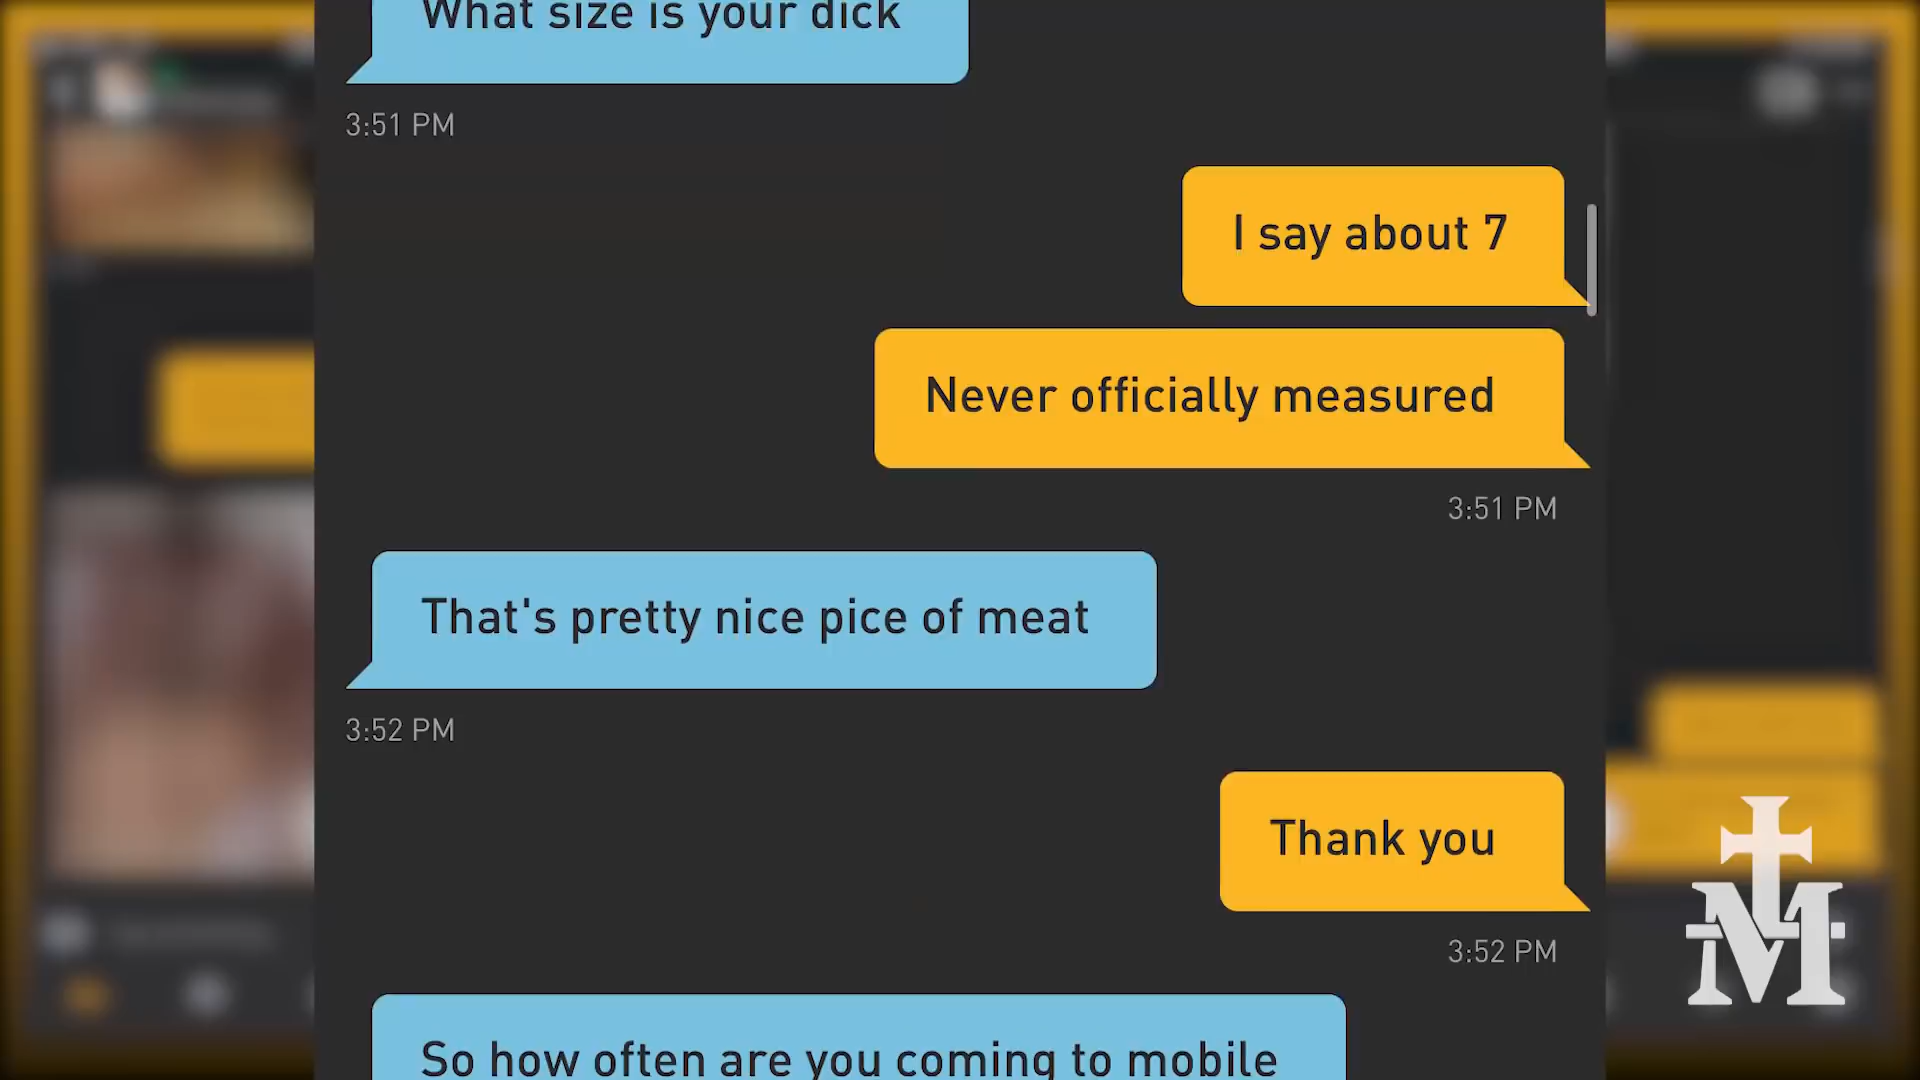 What size is your dick
3:51 PM
I say about 7
Never officially measured
3:51 PM
That's pretty nice pice of meat
3:52 PM
Thank you
3:52 PM
So how often are you coming to mobile